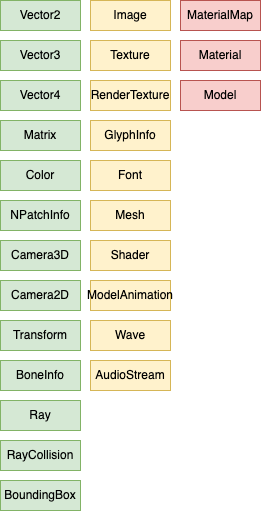 Vector2
Vector3
Vector4
Matrix
Color
NPatchInfo
Camera3D
Camera2D
Transform
BoneInfo
Ray
RayCollision
BoundingBox
Image
Texture
RenderTexture
GlyphInfo
Font
Mesh
Shader
ModelAnimation
Wave
AudioStream
MaterialMap
Material
Model